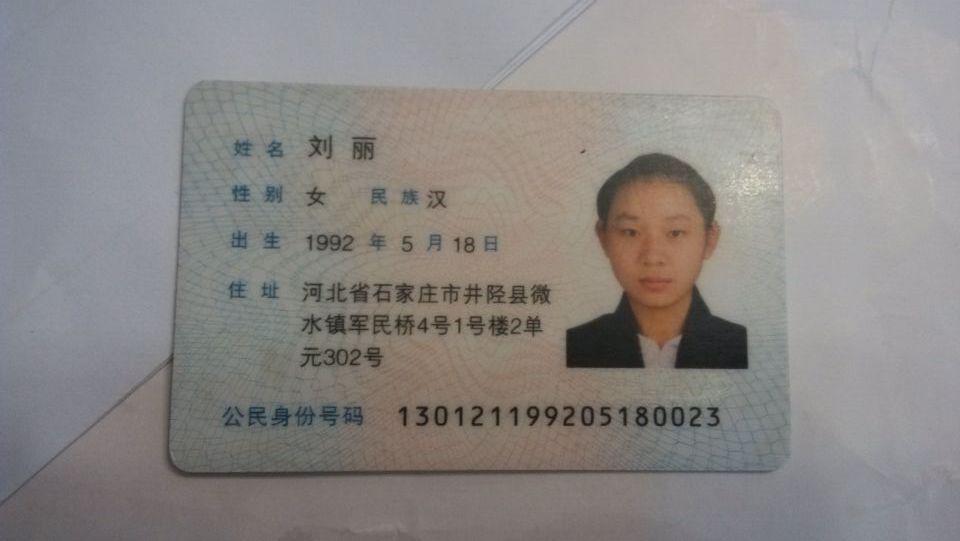 姓名 刘丽
性别 女 民族 汉
出生 1992 年 5 月 18 日
住址 河北省石家庄市井陉县微
水镇军民桥4号1号楼2单
元302号
公民身份号码 130121199205180023